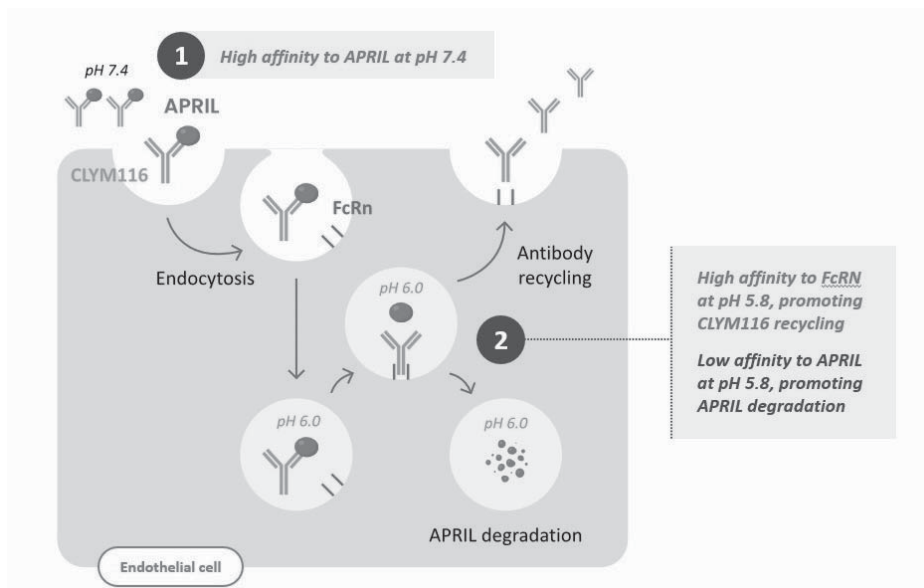 1
High affinity to APRIL at pH 7.4
pH 7.4
APRIL
CLYM116
FcRn
Endocytosis
Antibody
recycling
pH 6.0
2
High affinity to FcRN
at pH 5.8, promoting
CLYM116 recycling
Low affinity to APRIL
at pH 5.8, promoting
APRIL degradation
pH 6.0
pH 6.0
APRIL degradation
Endothelial cell